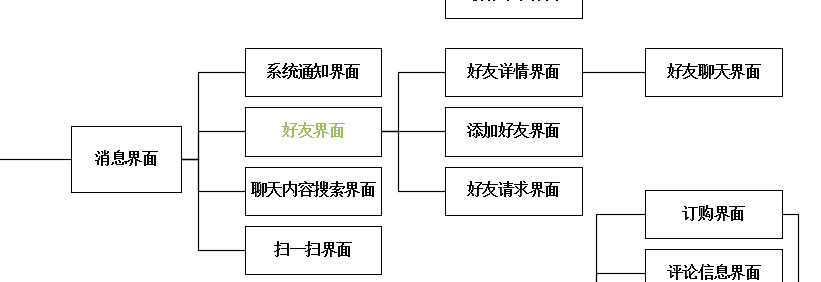 系统通知界面
好友详情界面
好友聊天界面
好友界面
添加好友界面
消息界面
聊天内容搜索界面
好友请求界面
订购界面
扫一扫界面
评论信息界面